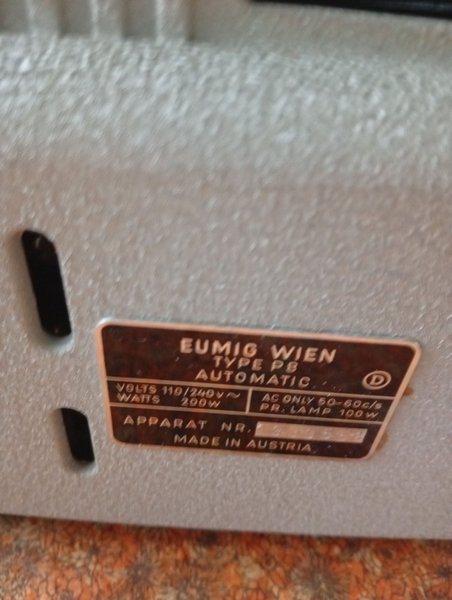 EUMIG WIEN
TYPE P8
AUTOMATIC
D
VOLTS 110/240V~
WATTS 200W
AC ONLY 50-60c/s
PR. LAMP 100W
APPARAT NR.
MADE IN AUSTRIA